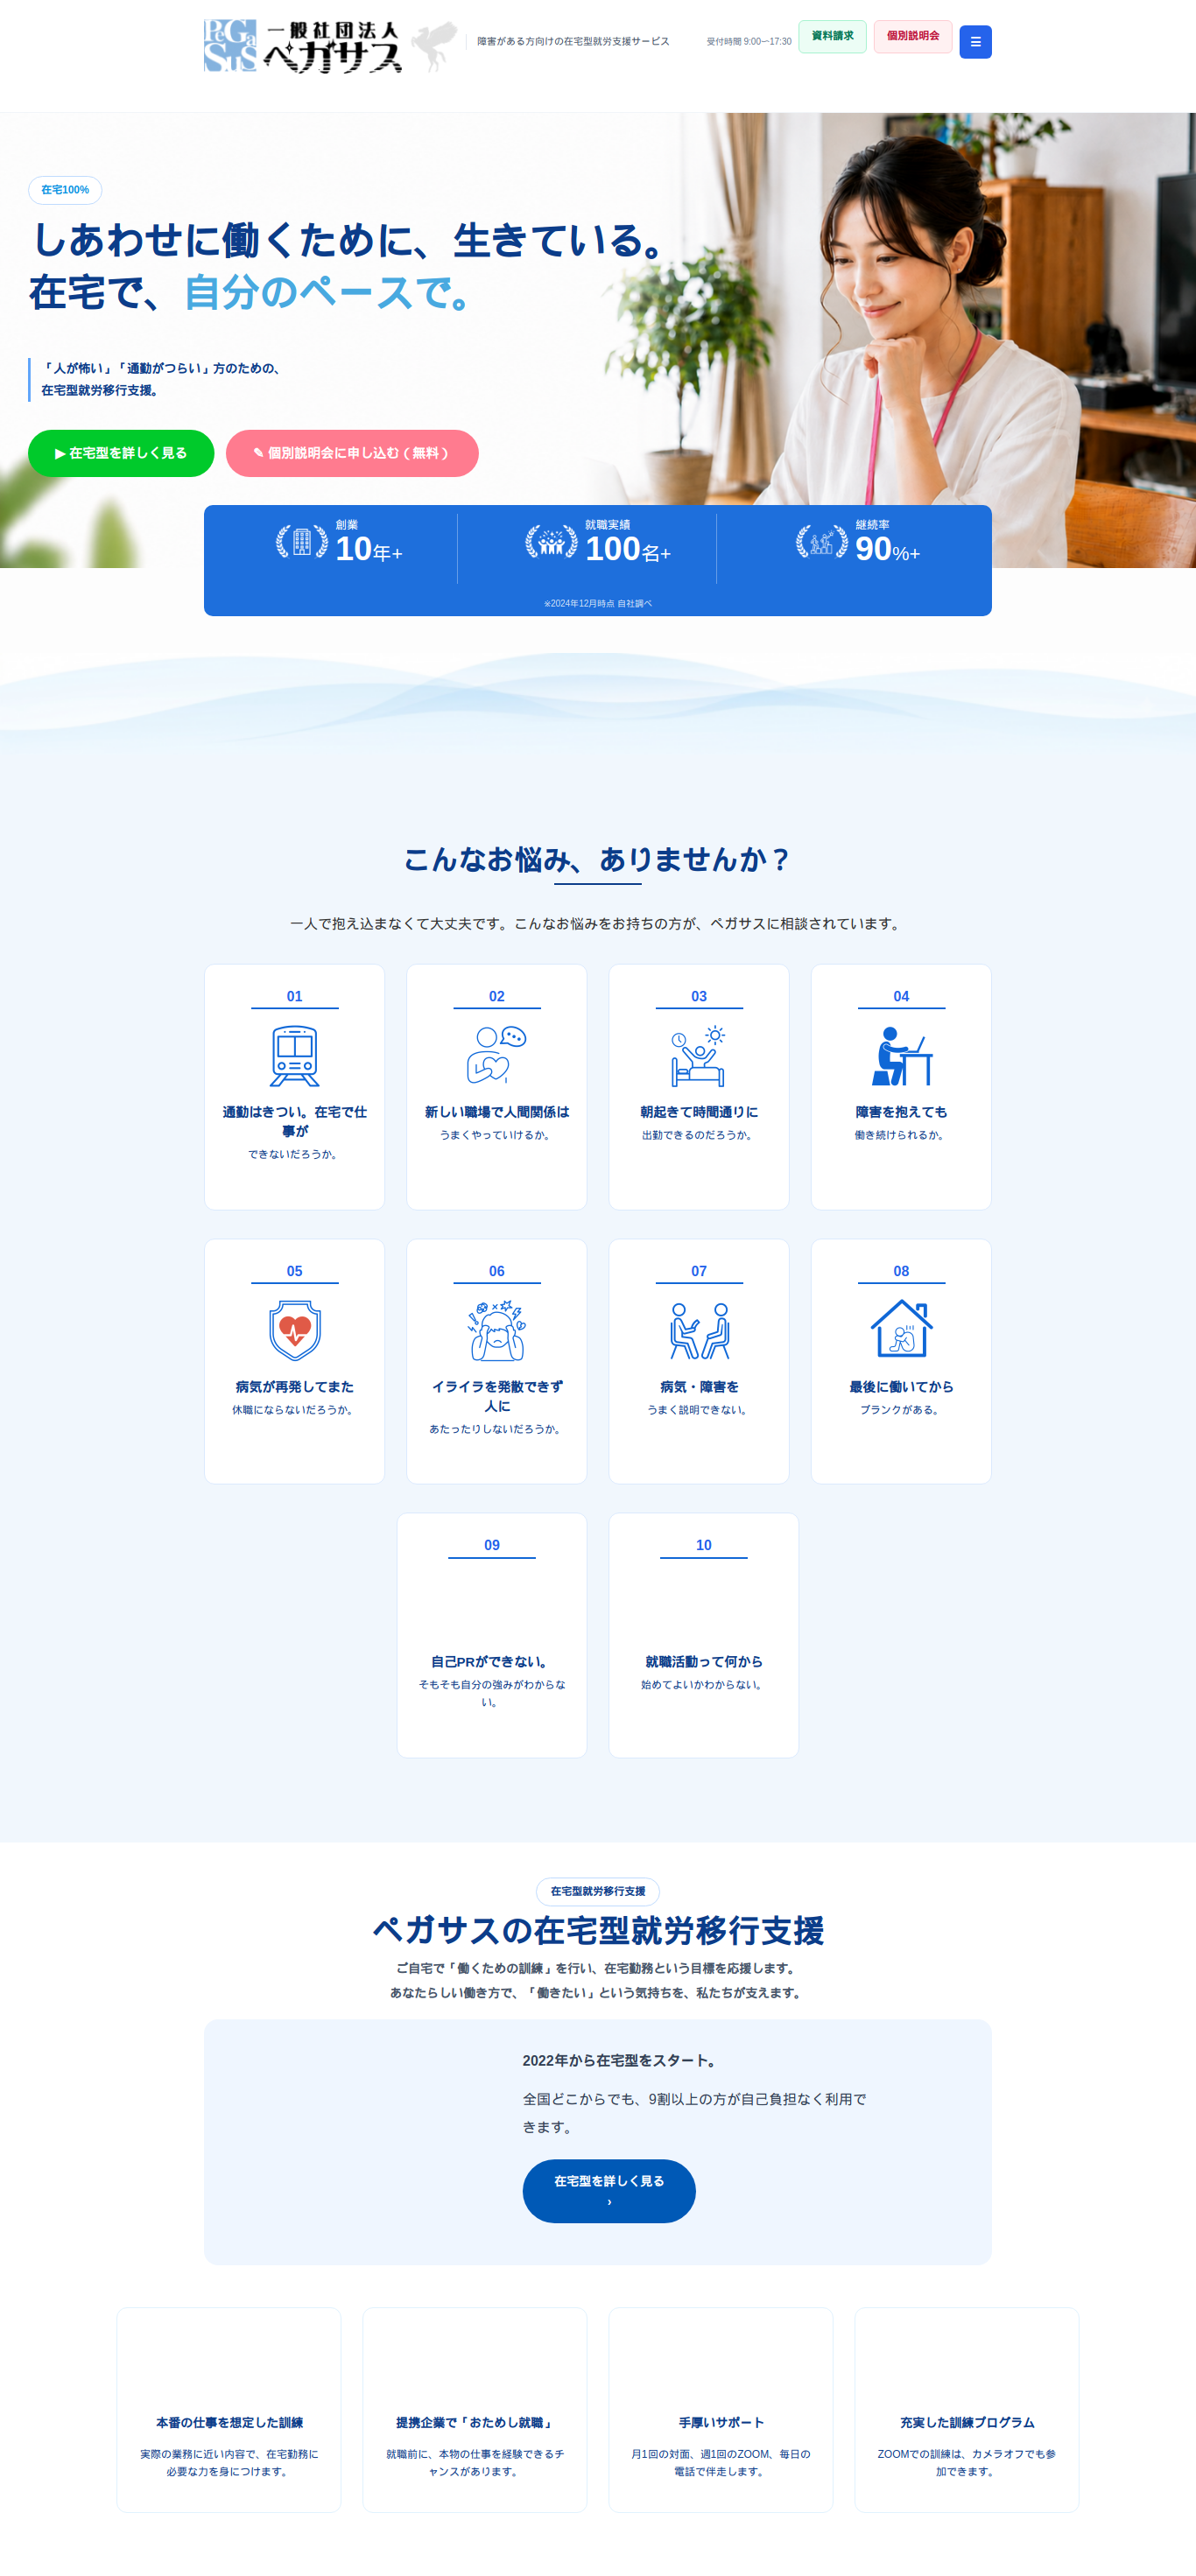 PeGaSuS
一般社団法人
ペガサス
障害がある方向けの在宅型就労支援サービス
受付時間 9:00〜17:30
資料請求
個別説明会
在宅100%
しあわせに働くために、生きている。
在宅で、自分のペースで。
「人が怖い」「通勤がつらい」方のための、
在宅型就労移行支援。
▶ 在宅型を詳しく見る
✎ 個別説明会に申し込む（無料）
創業
10年+
就職実績
100名+
継続率
90%+
※2024年12月時点 自社調べ
こんなお悩み、ありませんか？
一人で抱え込まなくて大丈夫です。こんなお悩みをお持ちの方が、ペガサスに相談されています。
01
通勤はきつい。在宅で仕
事が
できないだろうか。
02
新しい職場で人間関係は
うまくやっていけるか。
03
朝起きて時間通りに
出勤できるのだろうか。
04
障害を抱えても
働き続けられるか。
05
病気が再発してまた
休職にならないだろうか。
06
イライラを発散できず
人に
あたったりしないだろうか。
07
病気・障害を
うまく説明できない。
08
最後に働いてから
ブランクがある。
09
自己PRができない。
そもそも自分の強みがわからな
い。
10
就職活動って何から
始めてよいかわからない。
在宅型就労移行支援
ペガサスの在宅型就労移行支援
ご自宅で「働くための訓練」を行い、在宅勤務という目標を応援します。
あなたらしい働き方で、「働きたい」という気持ちを、私たちが支えます。
2022年から在宅型をスタート。
全国どこからでも、9割以上の方が自己負担なく利用で
きます。
在宅型を詳しく見る
›
本番の仕事を想定した訓練
実際の業務に近い内容で、在宅勤務に
必要な力を身につけます。
提携企業で「おためし就職」
就職前に、本物の仕事を経験できるチ
ャンスがあります。
手厚いサポート
月1回の対面、週1回のZOOM、毎日の
電話で伴走します。
充実した訓練プログラム
ZOOMでの訓練は、カメラオフでも参
加できます。